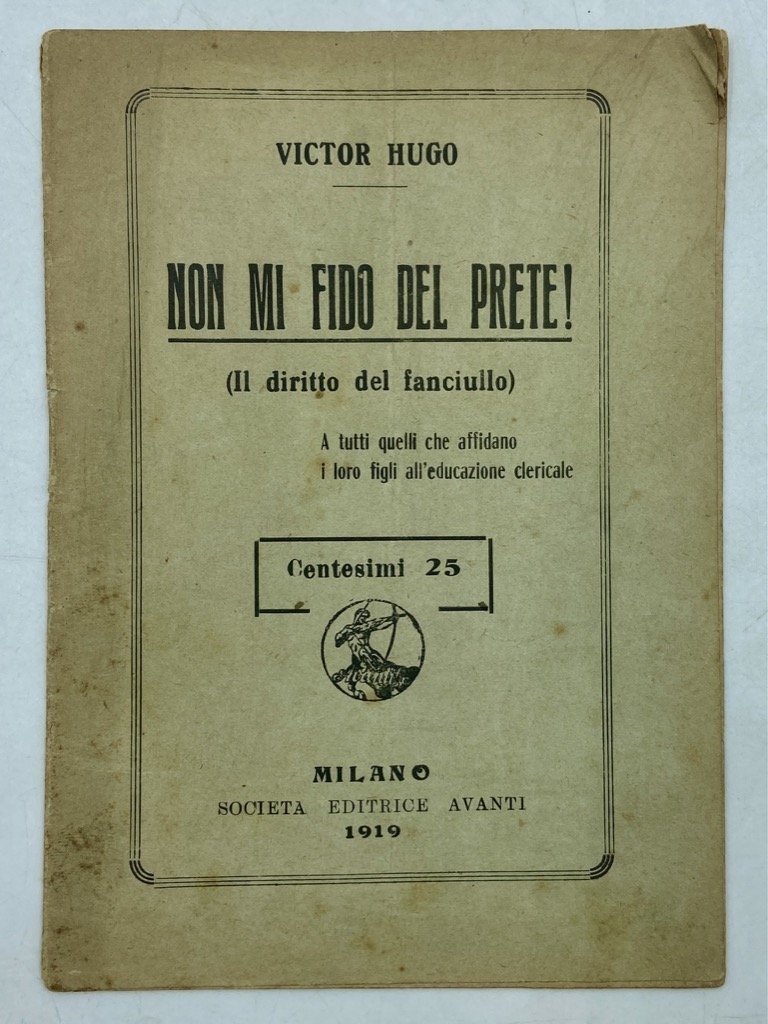 VICTOR HUGO
NON MI FIDO DEL PRETE!
(Il diritto del fanciullo)
A tutti quelli che affidano
i loro figli all'educazione clericale
Centesimi 25
Avanti!
MILANO
SOCIETA EDITRICE AVANTI
1919